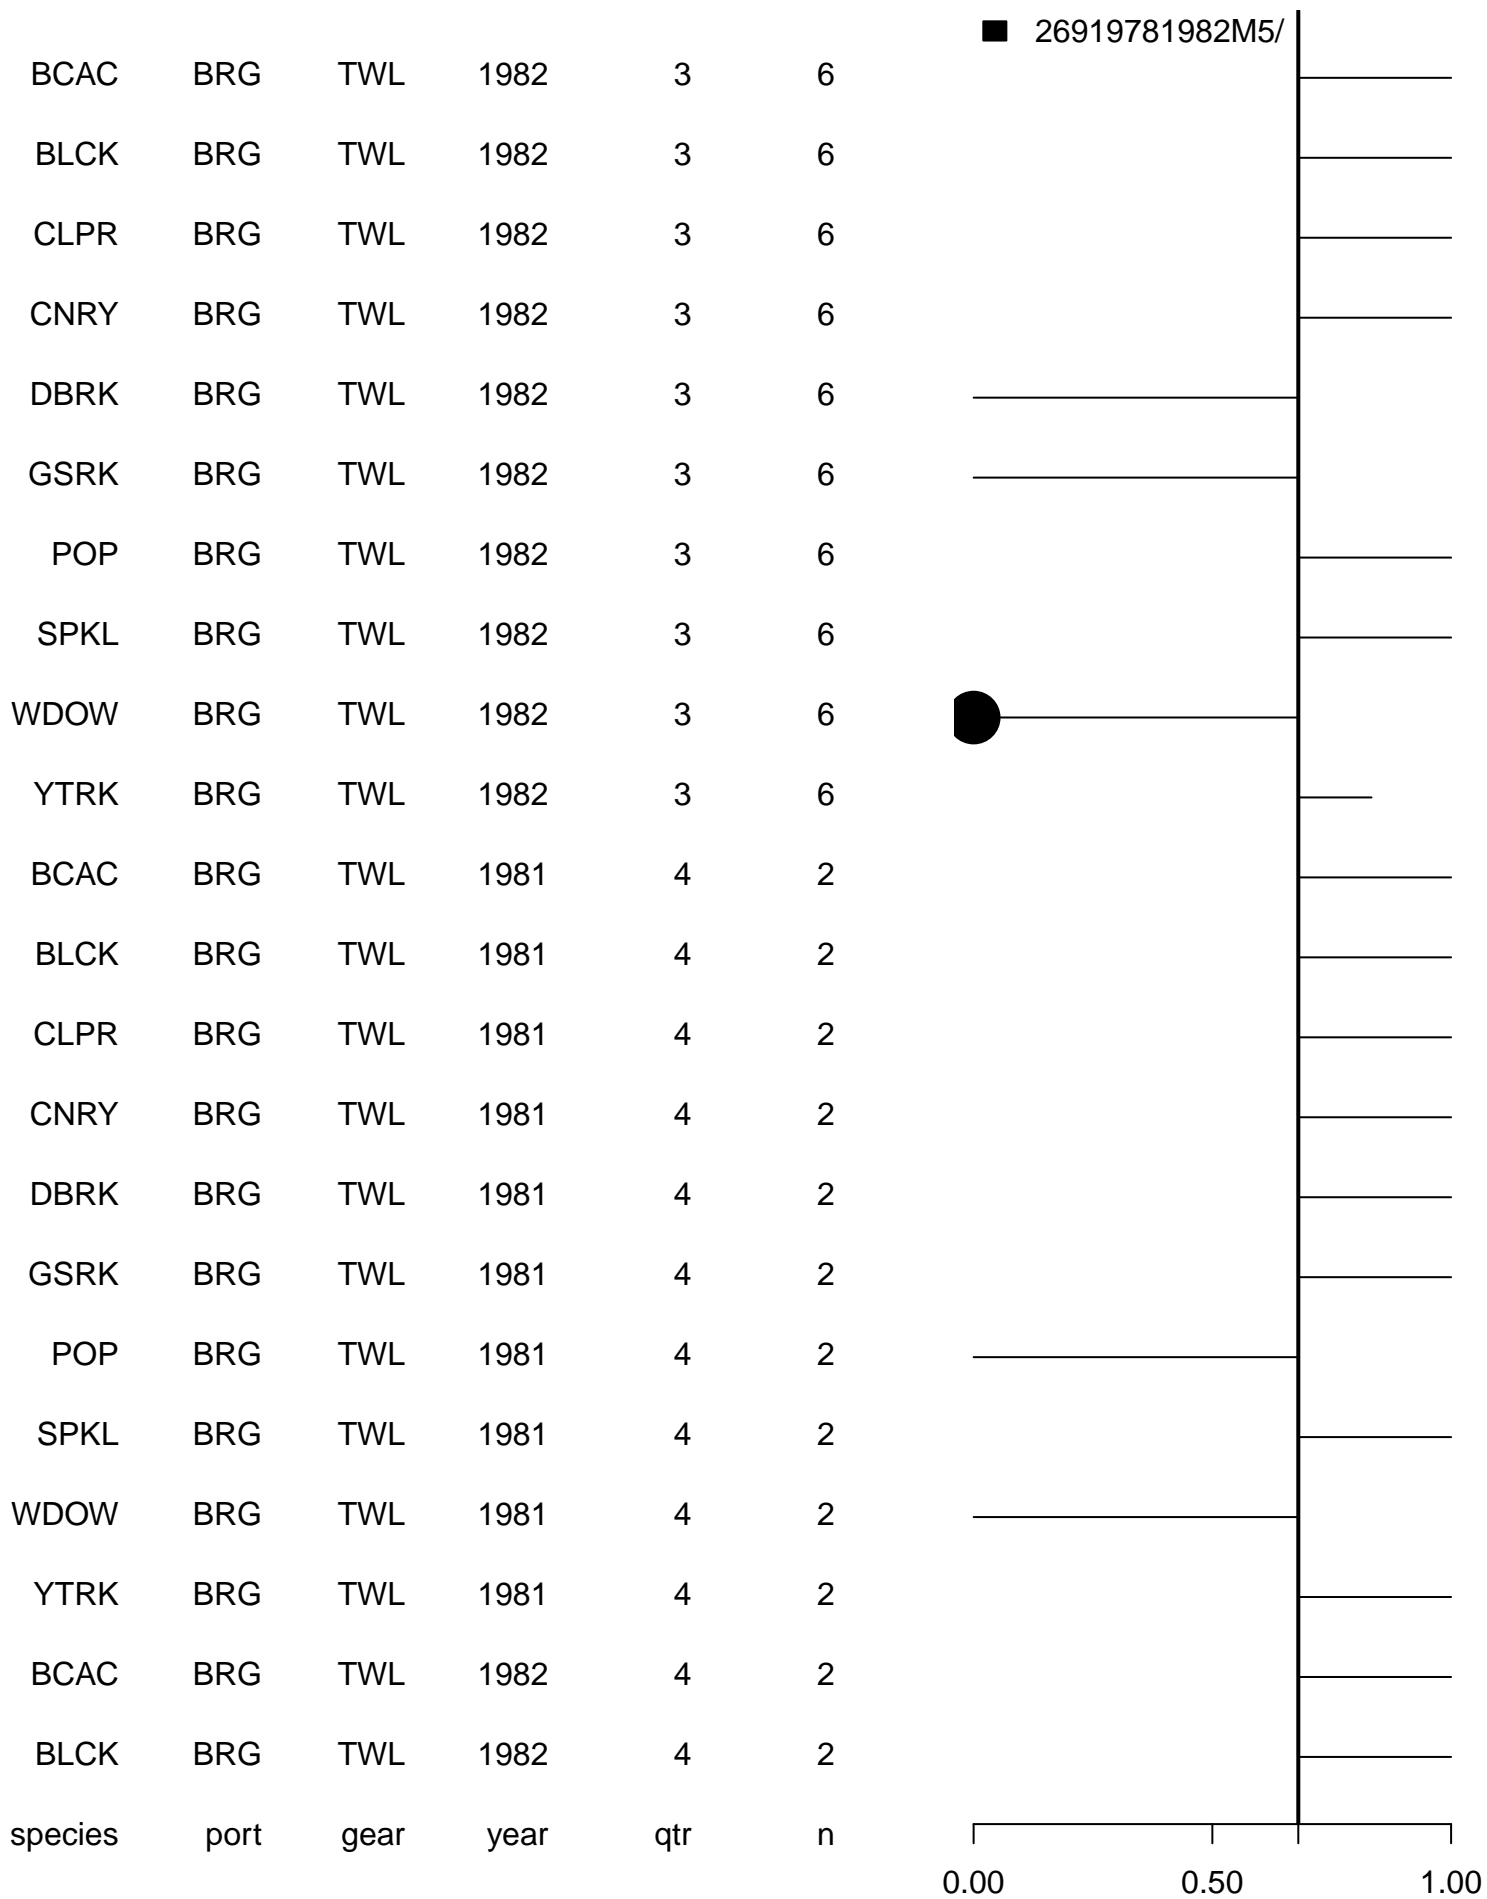 26919781982M5/
BCAC BRG TWL 1982 3 6
BLCK BRG TWL 1982 3 6
CLPR BRG TWL 1982 3 6
CNRY BRG TWL 1982 3 6
DBRK BRG TWL 1982 3 6
GSRK BRG TWL 1982 3 6
POP BRG TWL 1982 3 6
SPKL BRG TWL 1982 3 6
WDOW BRG TWL 1982 3 6
YTRK BRG TWL 1982 3 6
BCAC BRG TWL 1981 4 2
BLCK BRG TWL 1981 4 2
CLPR BRG TWL 1981 4 2
CNRY BRG TWL 1981 4 2
DBRK BRG TWL 1981 4 2
GSRK BRG TWL 1981 4 2
POP BRG TWL 1981 4 2
SPKL BRG TWL 1981 4 2
WDOW BRG TWL 1981 4 2
YTRK BRG TWL 1981 4 2
BCAC BRG TWL 1982 4 2
BLCK BRG TWL 1982 4 2
species port gear year qtr n
0.00 0.50 1.00